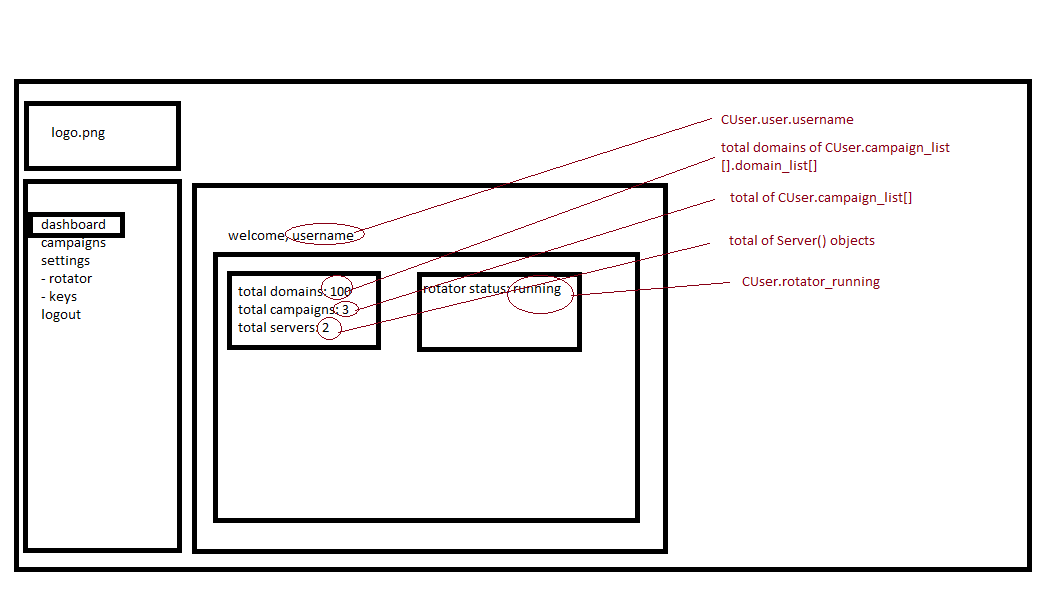 logo.png
dashboard
campaigns
settings
- rotator
- keys
logout
welcome, username
total domains: 100
total campaigns: 3
total servers: 2
rotator status: running
CUser.user.username
total domains of CUser.campaign_list
[].domain_list[]
total of CUser.campaign_list[]
total of Server() objects
CUser.rotator_running